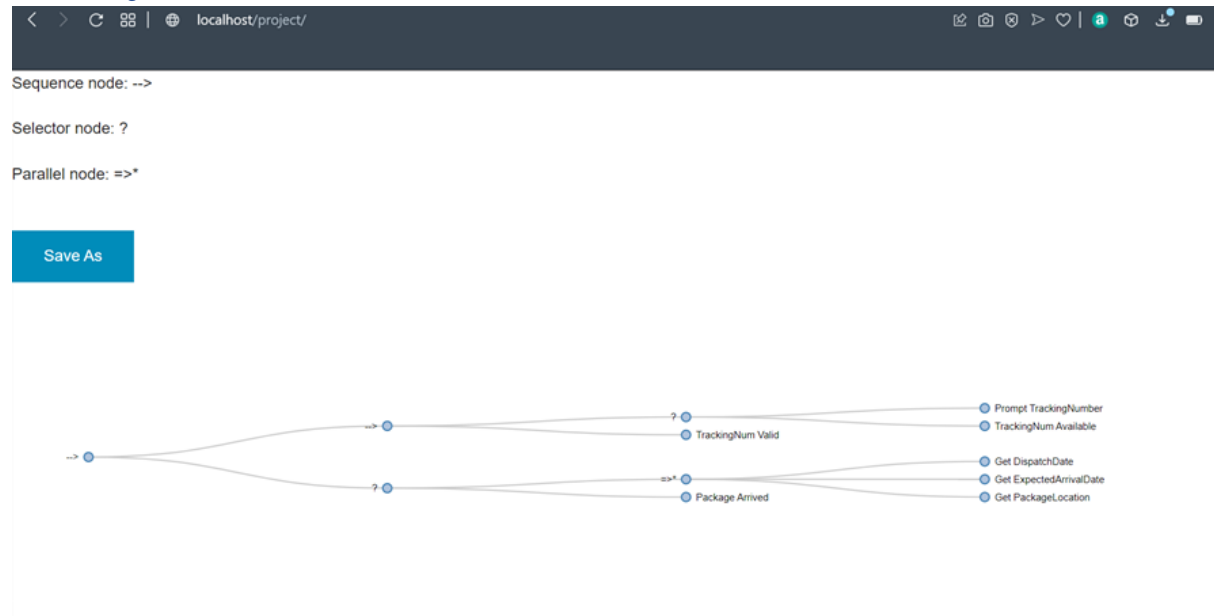 localhost/project/
a
Sequence node: -->
Selector node: ?
Parallel node: =>*
Save As
? Prompt TrackingNumber
--> TrackingNum Available
TrackingNum Valid
--> Get DispatchDate
=>* Get ExpectedArrivalDate
? Package Arrived Get PackageLocation